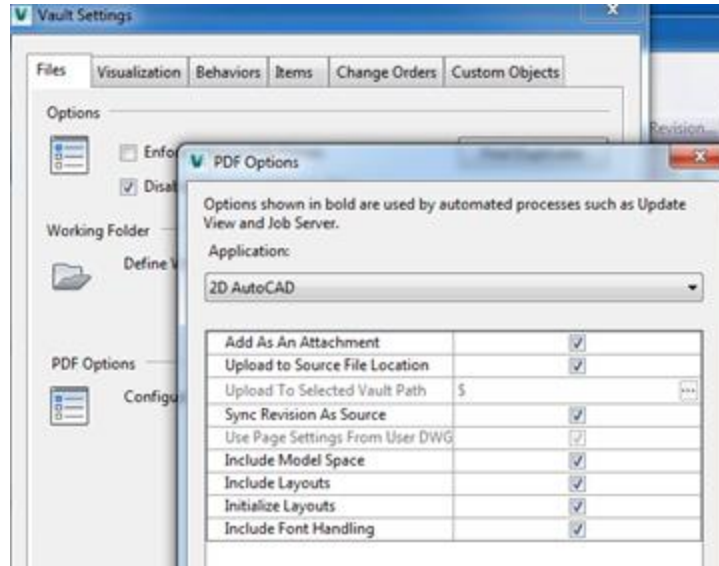 Vault Settings
Files Visualization Behaviors Items Change Orders Custom Objects
Options
Revision...
PDF Options
Options shown in bold are used by automated processes such as Update
View and Job Server.
Working Folder
Application:
2D AutoCAD
Add As An Attachment
Upload to Source File Location
PDF Options
Upload To Selected Vault Path $ ...
Sync Revision As Source
Use Page Settings From User DWG
Include Model Space
Include Layouts
Initialize Layouts
Include Font Handling